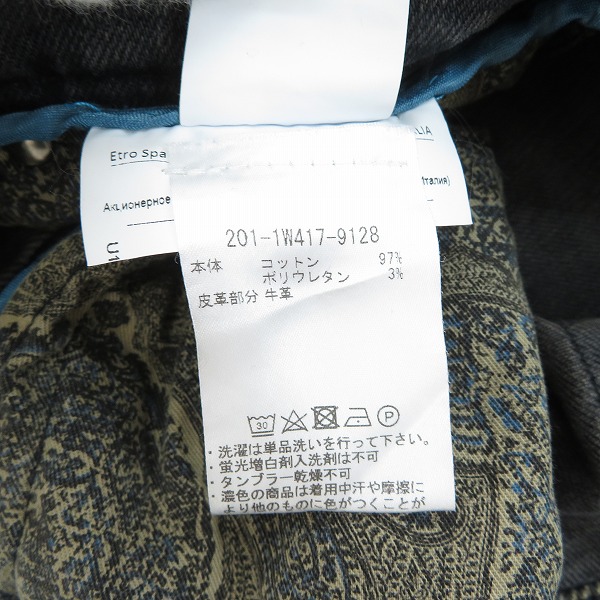 ALIA
Etro Spa
Италия)
Акционерное
201-1W417-9128
本体 コットン 97%
ポリウレタン 3%
皮革部分 牛革
30 P
・洗濯は単品洗いを行って下さい。
・蛍光増白剤入洗剤は不可
・タンブラー乾燥不可
・濃色の商品は着用中汗や摩擦に
より他のものに色がつくことが